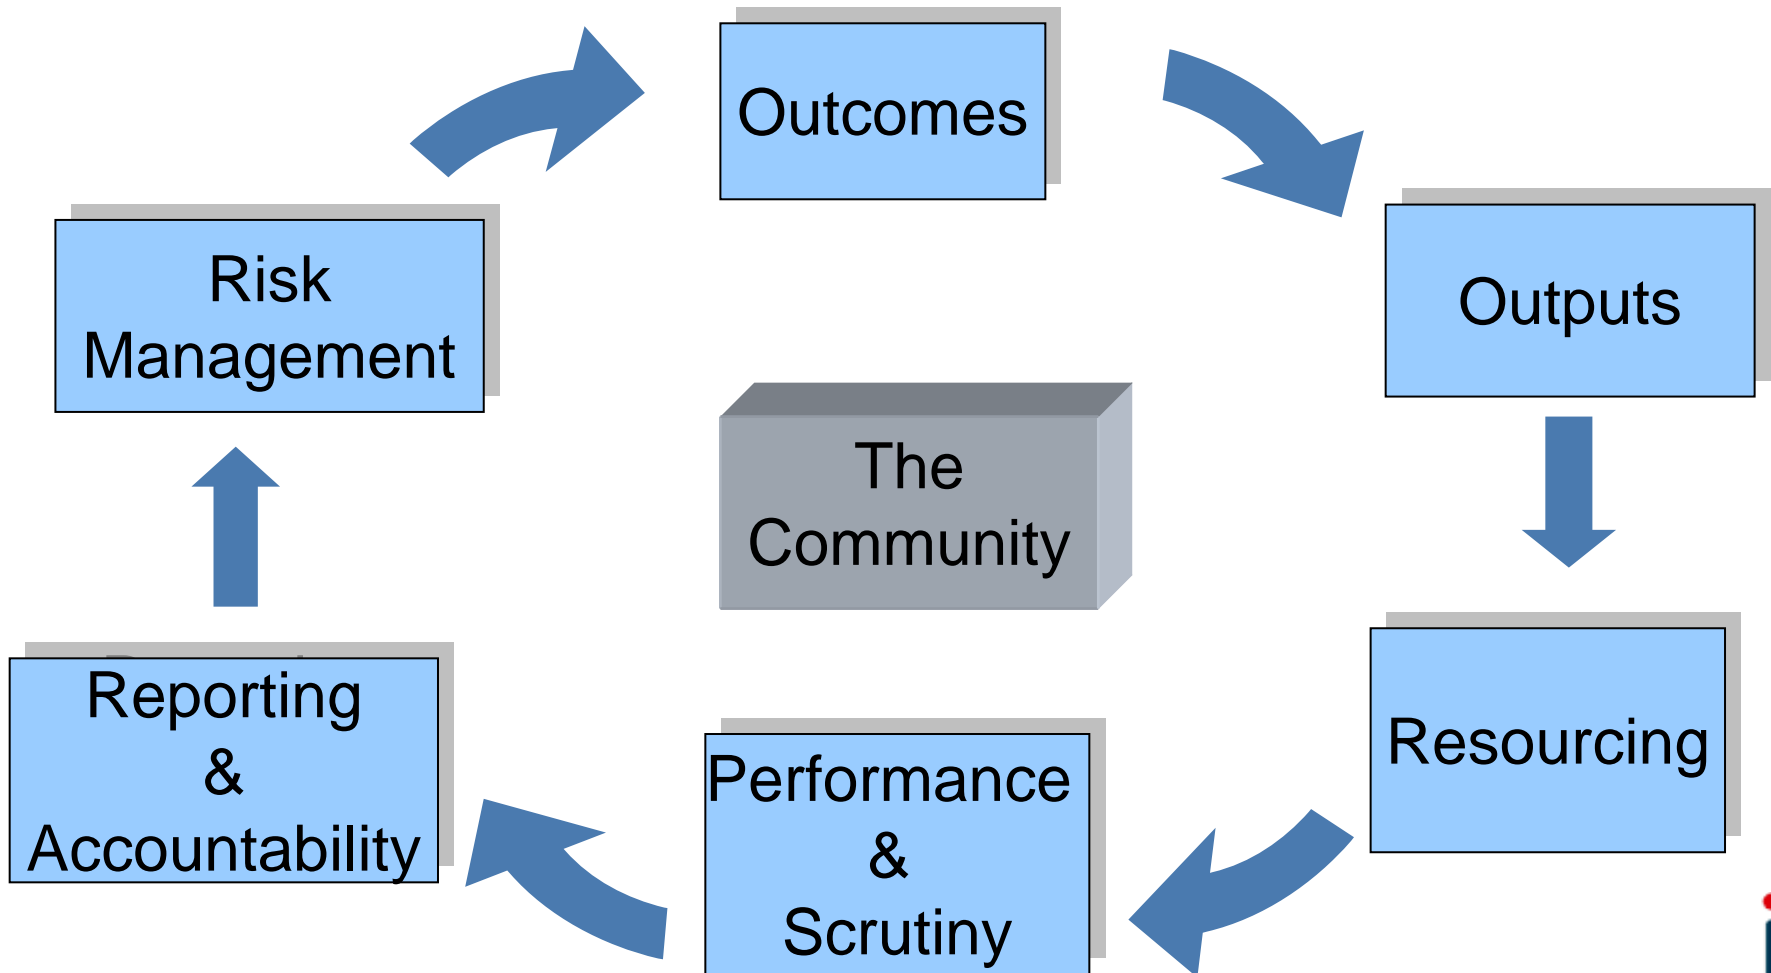 Outcomes
Outputs
Resourcing
Performance
&
Scrutiny
Reporting
&
Accountability
Risk
Management
The
Community